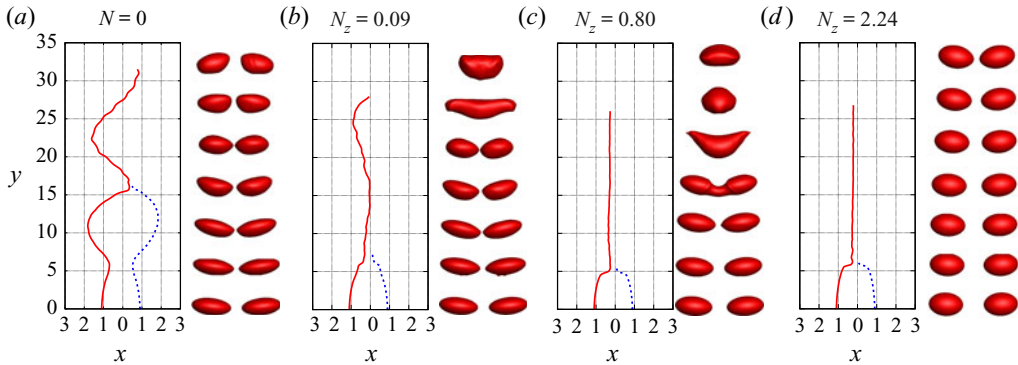 (a) N = 0 (b) N_z = 0.09 (c) N_z = 0.80 (d) N_z = 2.24
35
30
25
20
y
15
10
5
0
3 2 1 0 1 2 3 3 2 1 0 1 2 3 3 2 1 0 1 2 3 3 2 1 0 1 2 3
x x x x